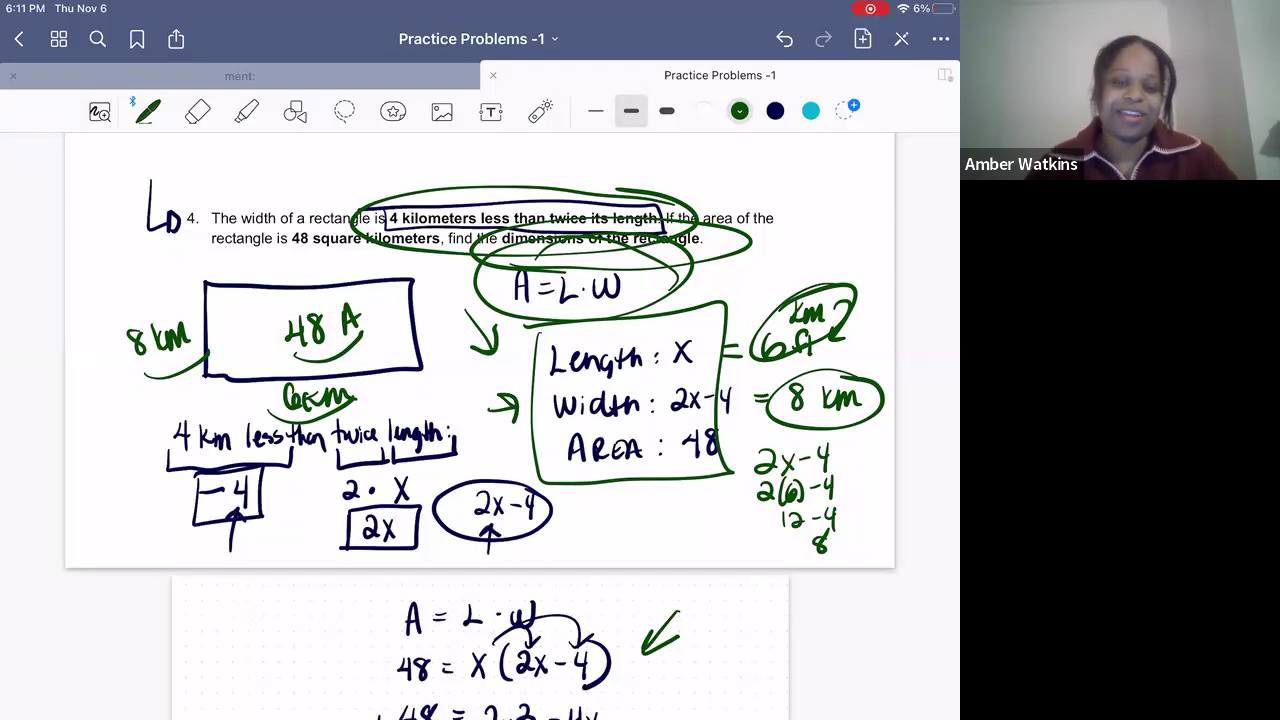 6:11 PM Thu Nov 6
6%
Practice Problems -1
ment:
Practice Problems -1
Amber Watkins
4. The width of a rectangle is 4 kilometers less than twice its length. If the area of the
rectangle is 48 square kilometers, find the dimensions of the rectangle.
A = L · W
8 km
48 A
6 km
Length : X = 6 ft km
Width : 2x-4 = 8 km
AREA : 48
4 km less than twice length:
-4
2 · X
2x
2x-4
2x-4
2(6)-4
12-4
8
A = L · W
48 = X(2x-4)
48 = 2x² -4x